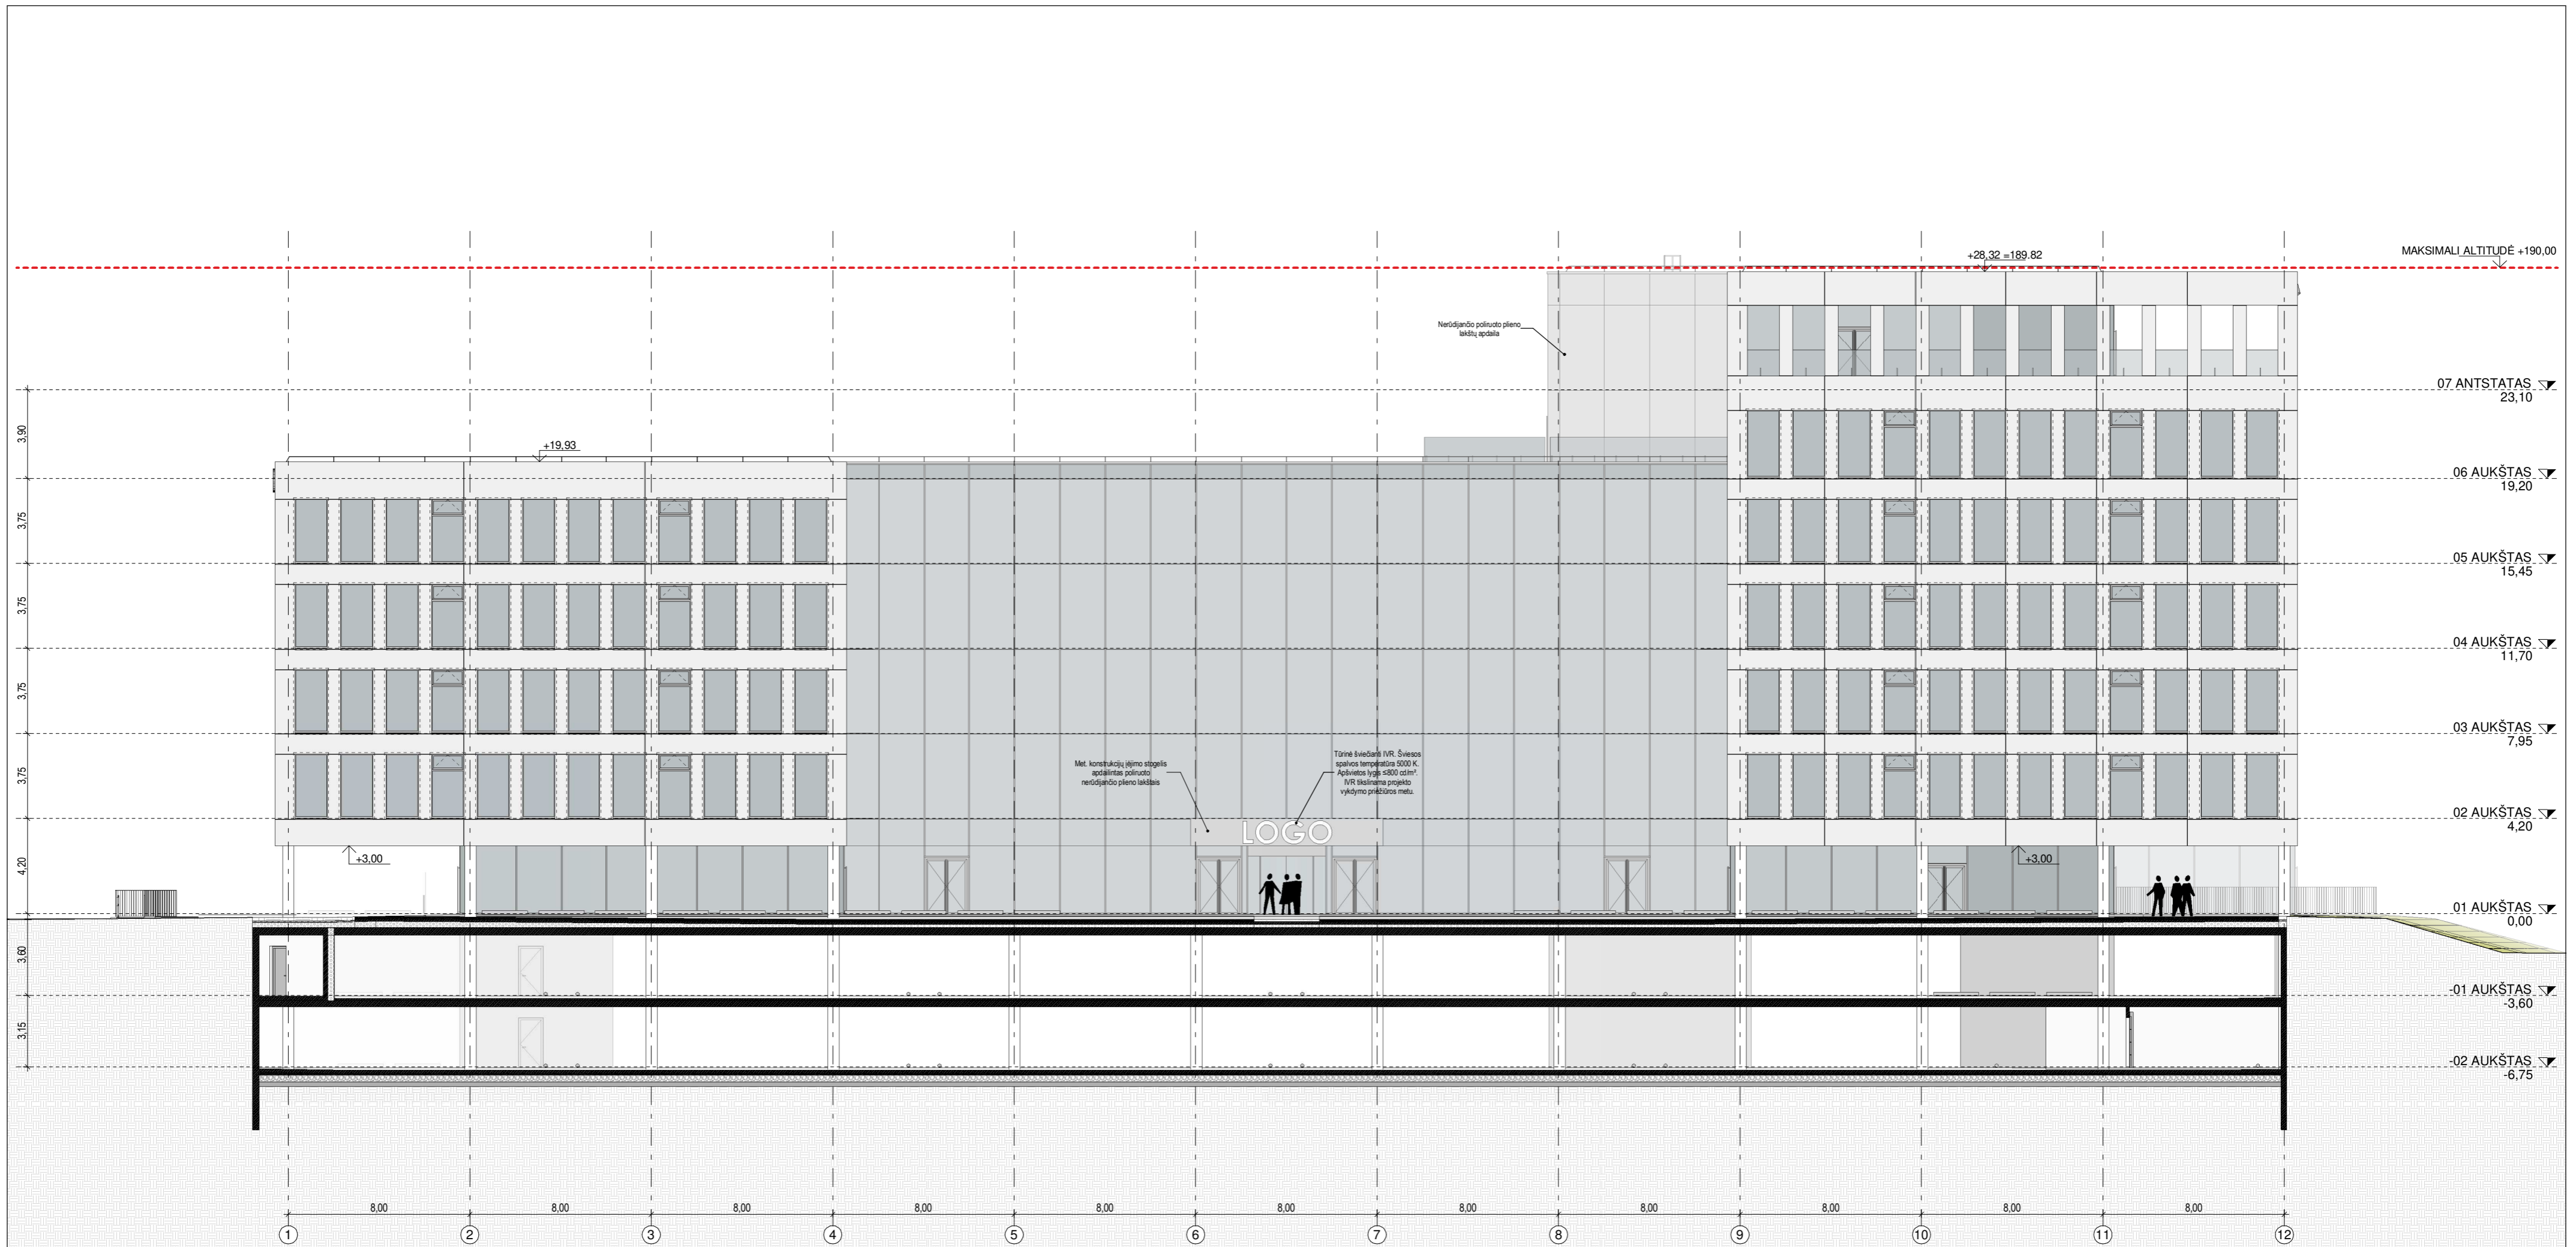 MAKSIMALI ALTITUDĖ +190,00
+28,32 =189.82
Nerūdijančio poliruoto plieno
lakštų apdaila
07 ANTSTATAS
23,10
+19,93
06 AUKŠTAS
19,20
05 AUKŠTAS
15,45
04 AUKŠTAS
11,70
03 AUKŠTAS
7,95
Met. konstrukcijų įėjimo stogelis
apdailintas poliruoto
nerūdijančio plieno lakštais
Tūrinė šviečianti IVR. Šviesos
spalvos temperatūra 5000 K.
Apšvietos lygis ≤800 cd/m².
IVR tikslinama projekto
vykdymo priežiūros metu.
02 AUKŠTAS
4,20
LOGO
+3,00
+3,00
01 AUKŠTAS
0,00
-01 AUKŠTAS
-3,60
-02 AUKŠTAS
-6,75
3,90
3,75
3,75
3,75
3,75
4,20
3,60
3,15
8,00 8,00 8,00 8,00 8,00 8,00 8,00 8,00 8,00 8,00 8,00
1 2 3 4 5 6 7 8 9 10 11 12